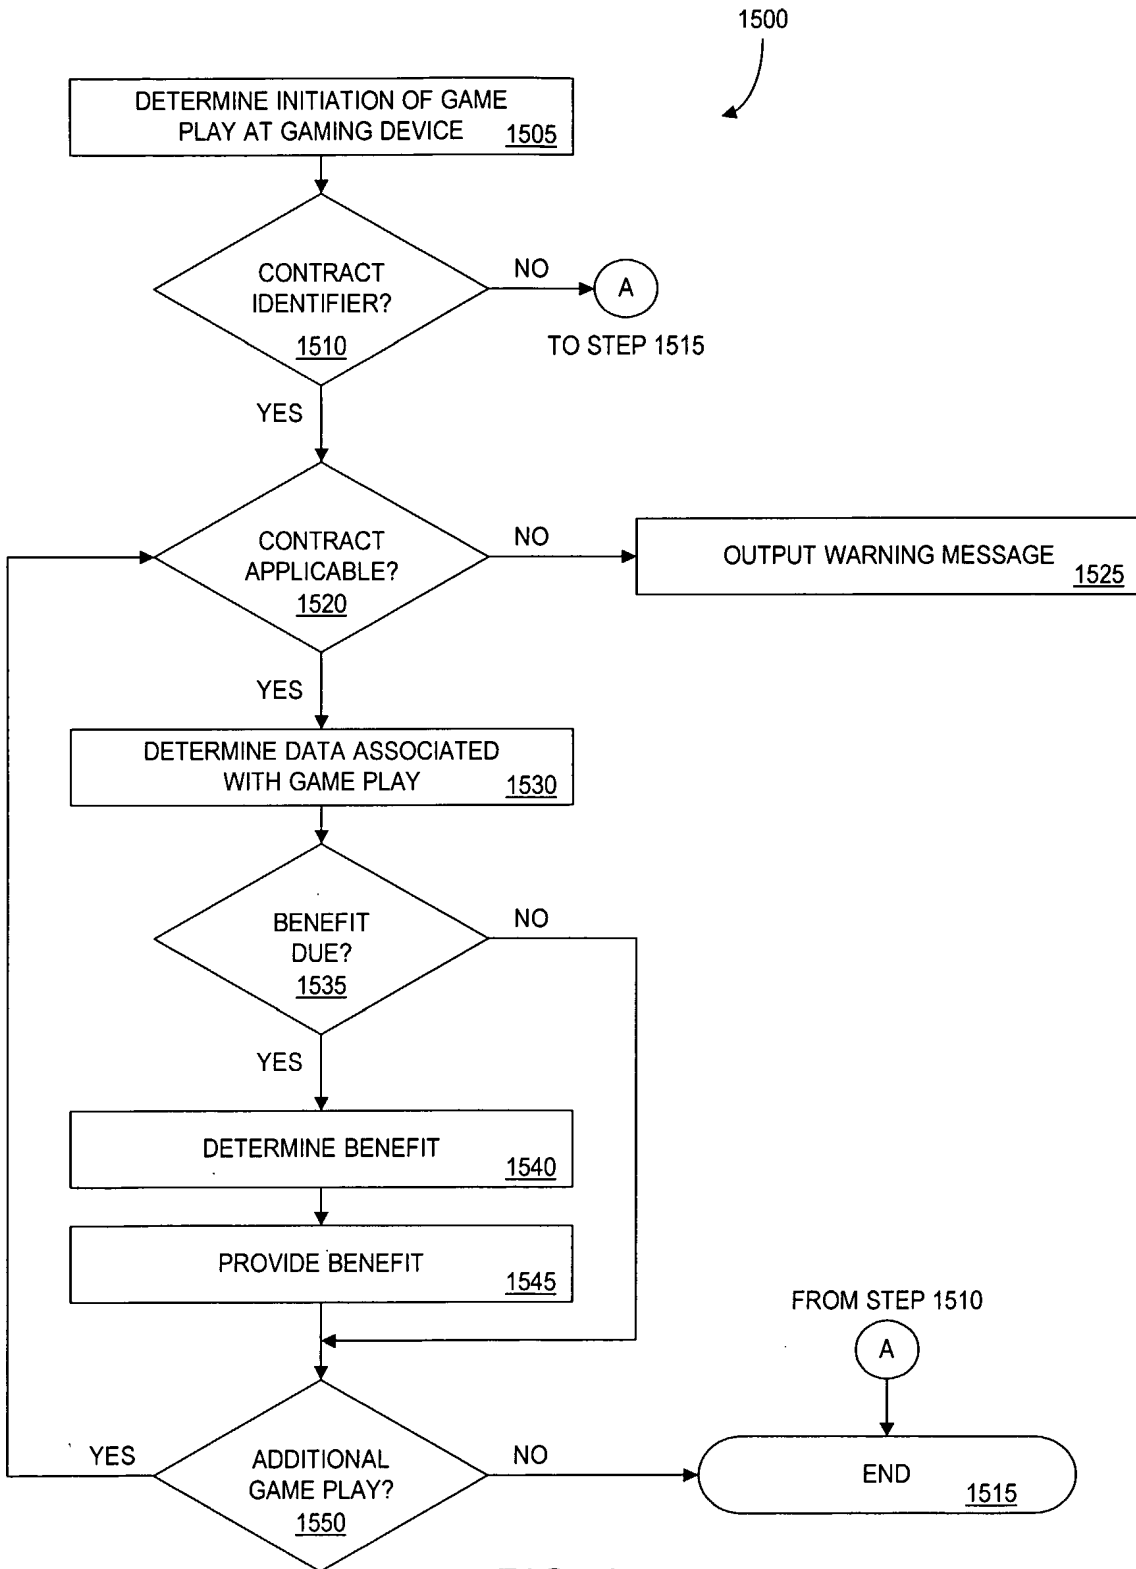 1500
DETERMINE INITIATION OF GAME
PLAY AT GAMING DEVICE
1505
CONTRACT
IDENTIFIER?
1510
NO
A
TO STEP 1515
YES
CONTRACT
APPLICABLE?
1520
NO
OUTPUT WARNING MESSAGE
1525
YES
DETERMINE DATA ASSOCIATED
WITH GAME PLAY
1530
BENEFIT
DUE?
1535
NO
YES
DETERMINE BENEFIT
1540
PROVIDE BENEFIT
1545
FROM STEP 1510
A
YES
ADDITIONAL
GAME PLAY?
1550
NO
END
1515